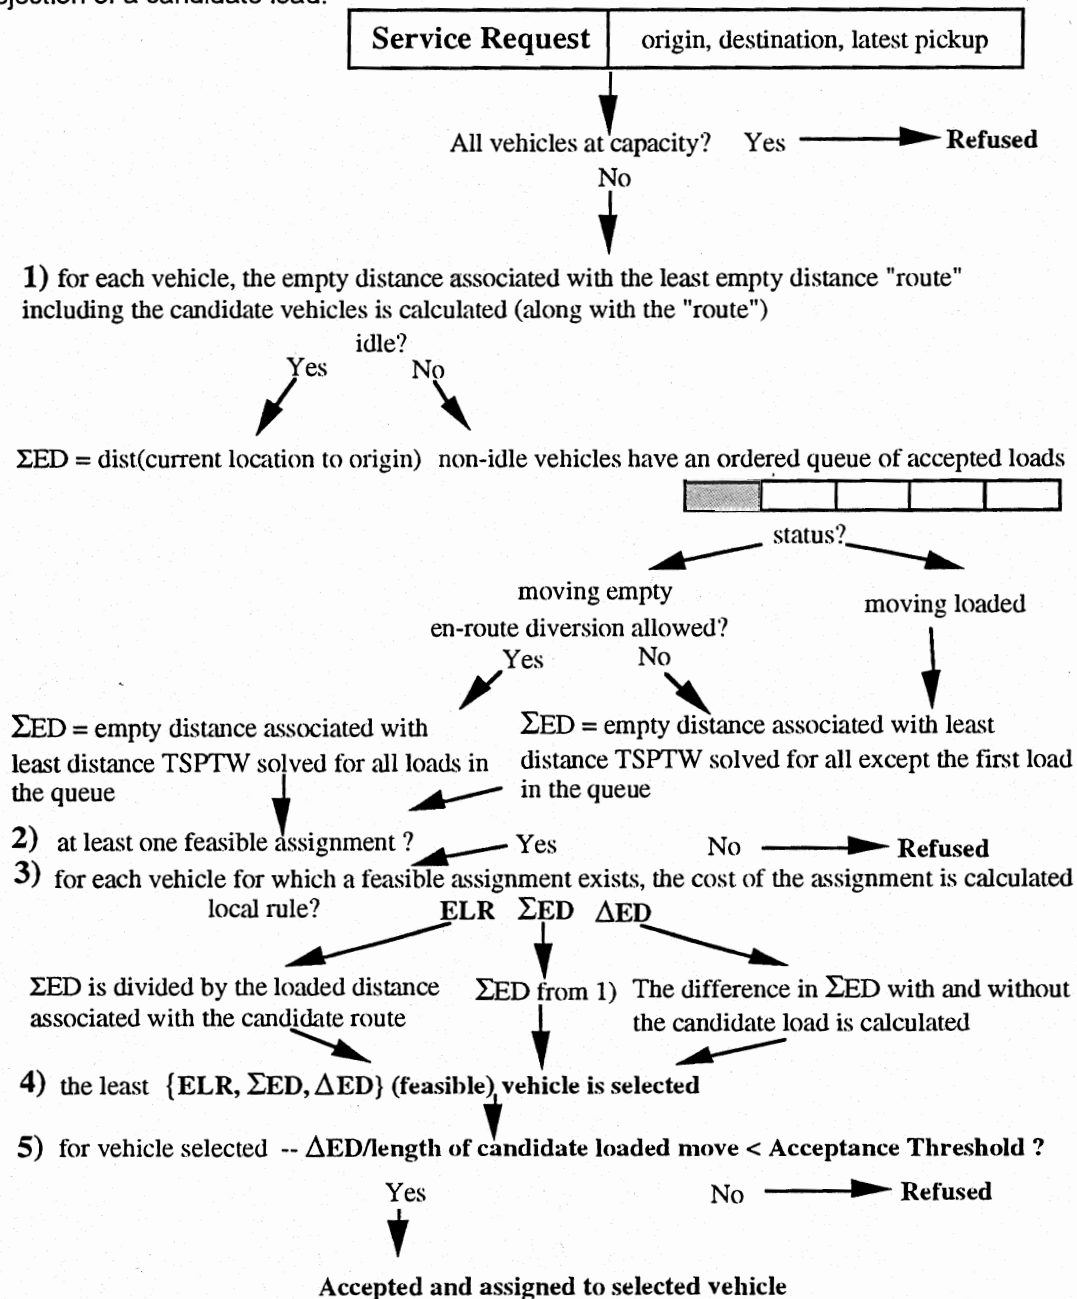 jection of a candidate load.
Service Request origin, destination, latest pickup
All vehicles at capacity? Yes Refused
No
1) for each vehicle, the empty distance associated with the least empty distance "route"
including the candidate vehicles is calculated (along with the "route")
idle?
Yes No
ΣED = dist(current location to origin) non-idle vehicles have an ordered queue of accepted loads
status?
moving empty
moving loaded
en-route diversion allowed?
Yes No
ΣED = empty distance associated with
least distance TSPTW solved for all loads in
the queue
ΣED = empty distance associated with least
distance TSPTW solved for all except the first load
in the queue
2) at least one feasible assignment ? Yes No Refused
3) for each vehicle for which a feasible assignment exists, the cost of the assignment is calculated
local rule? ELR ΣED ΔED
ΣED is divided by the loaded distance
associated with the candidate route
ΣED from 1)
The difference in ΣED with and without
the candidate load is calculated
4) the least {ELR, ΣED, ΔED} (feasible) vehicle is selected
5) for vehicle selected -- ΔED/length of candidate loaded move < Acceptance Threshold ?
Yes No Refused
Accepted and assigned to selected vehicle